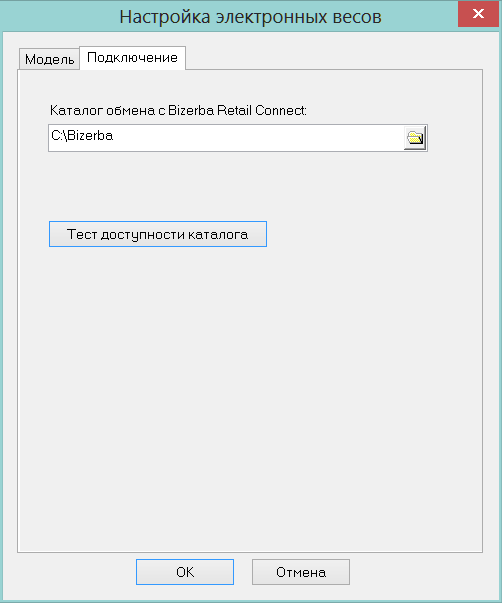 Настройка электронных весов
Модель Подключение
Каталог обмена с Bizerba Retail Connect:
C:\Bizerba
Тест доступности каталога
OK Отмена